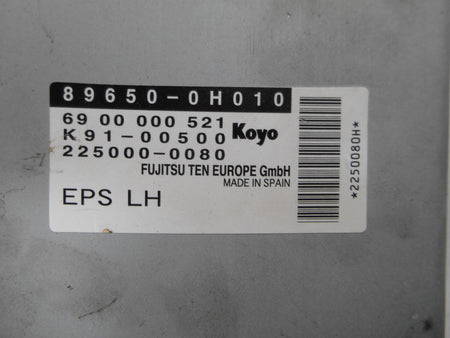 89650-0H010
69 00 000 521
K91-00500 Koyo
225000-0080
FUJITSU TEN EUROPE GmbH
MADE IN SPAIN
EPS LH
*2250080H*